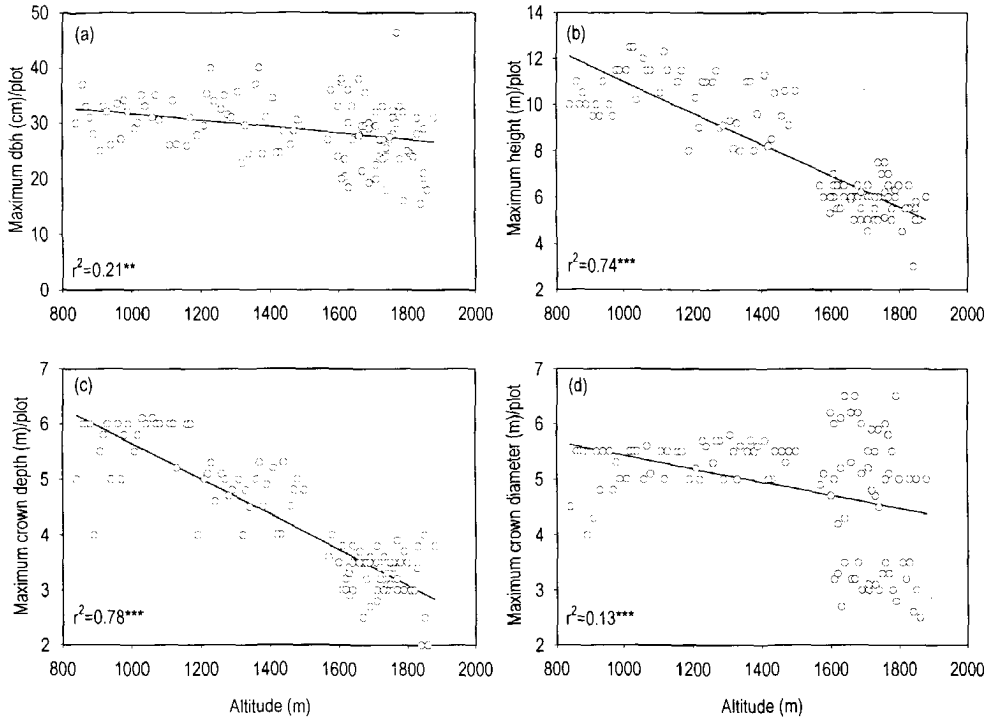 (a)
Maximum dbh (cm)/plot
50
40
30
20
10
0
r²=0.21**
800 1000 1200 1400 1600 1800 2000
(b)
Maximum height (m)/plot
14
12
10
8
6
4
2
r²=0.74***
800 1000 1200 1400 1600 1800 2000
(c)
Maximum crown depth (m)/plot
7
6
5
4
3
2
r²=0.78***
800 1000 1200 1400 1600 1800 2000
Altitude (m)
(d)
Maximum crown diameter (m)/plot
7
6
5
4
3
2
r²=0.13***
800 1000 1200 1400 1600 1800 2000
Altitude (m)